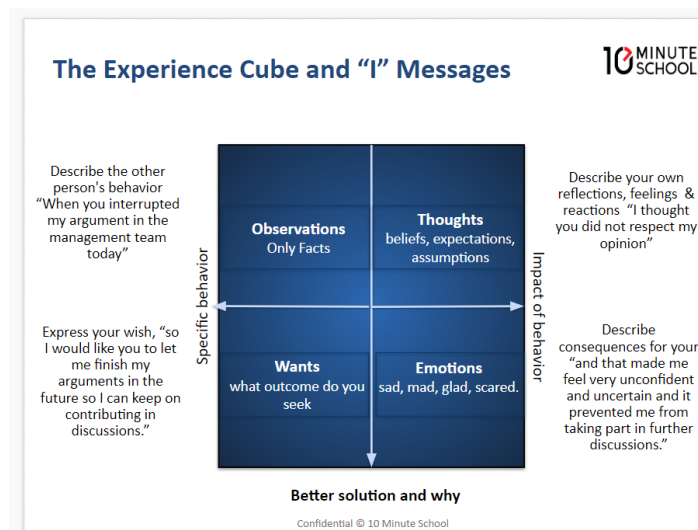 The Experience Cube and “I” Messages
10 MINUTE
SCHOOL
Describe the other
person's behavior
“When you interrupted
my argument in the
management team
today”
Observations
Only Facts
Thoughts
beliefs, expectations,
assumptions
Describe your own
reflections, feelings &
reactions “I thought
you did not respect my
opinion”
Specific behavior
Impact of behavior
Express your wish, “so
I would like you to let
me finish my
arguments in the
future so I can keep on
contributing in
discussions.”
Wants
what outcome do you
seek
Emotions
sad, mad, glad, scared.
Describe
consequences for your
“and that made me
feel very unconfident
and uncertain and it
prevented me from
taking part in further
discussions.”
Better solution and why
Confidential © 10 Minute School